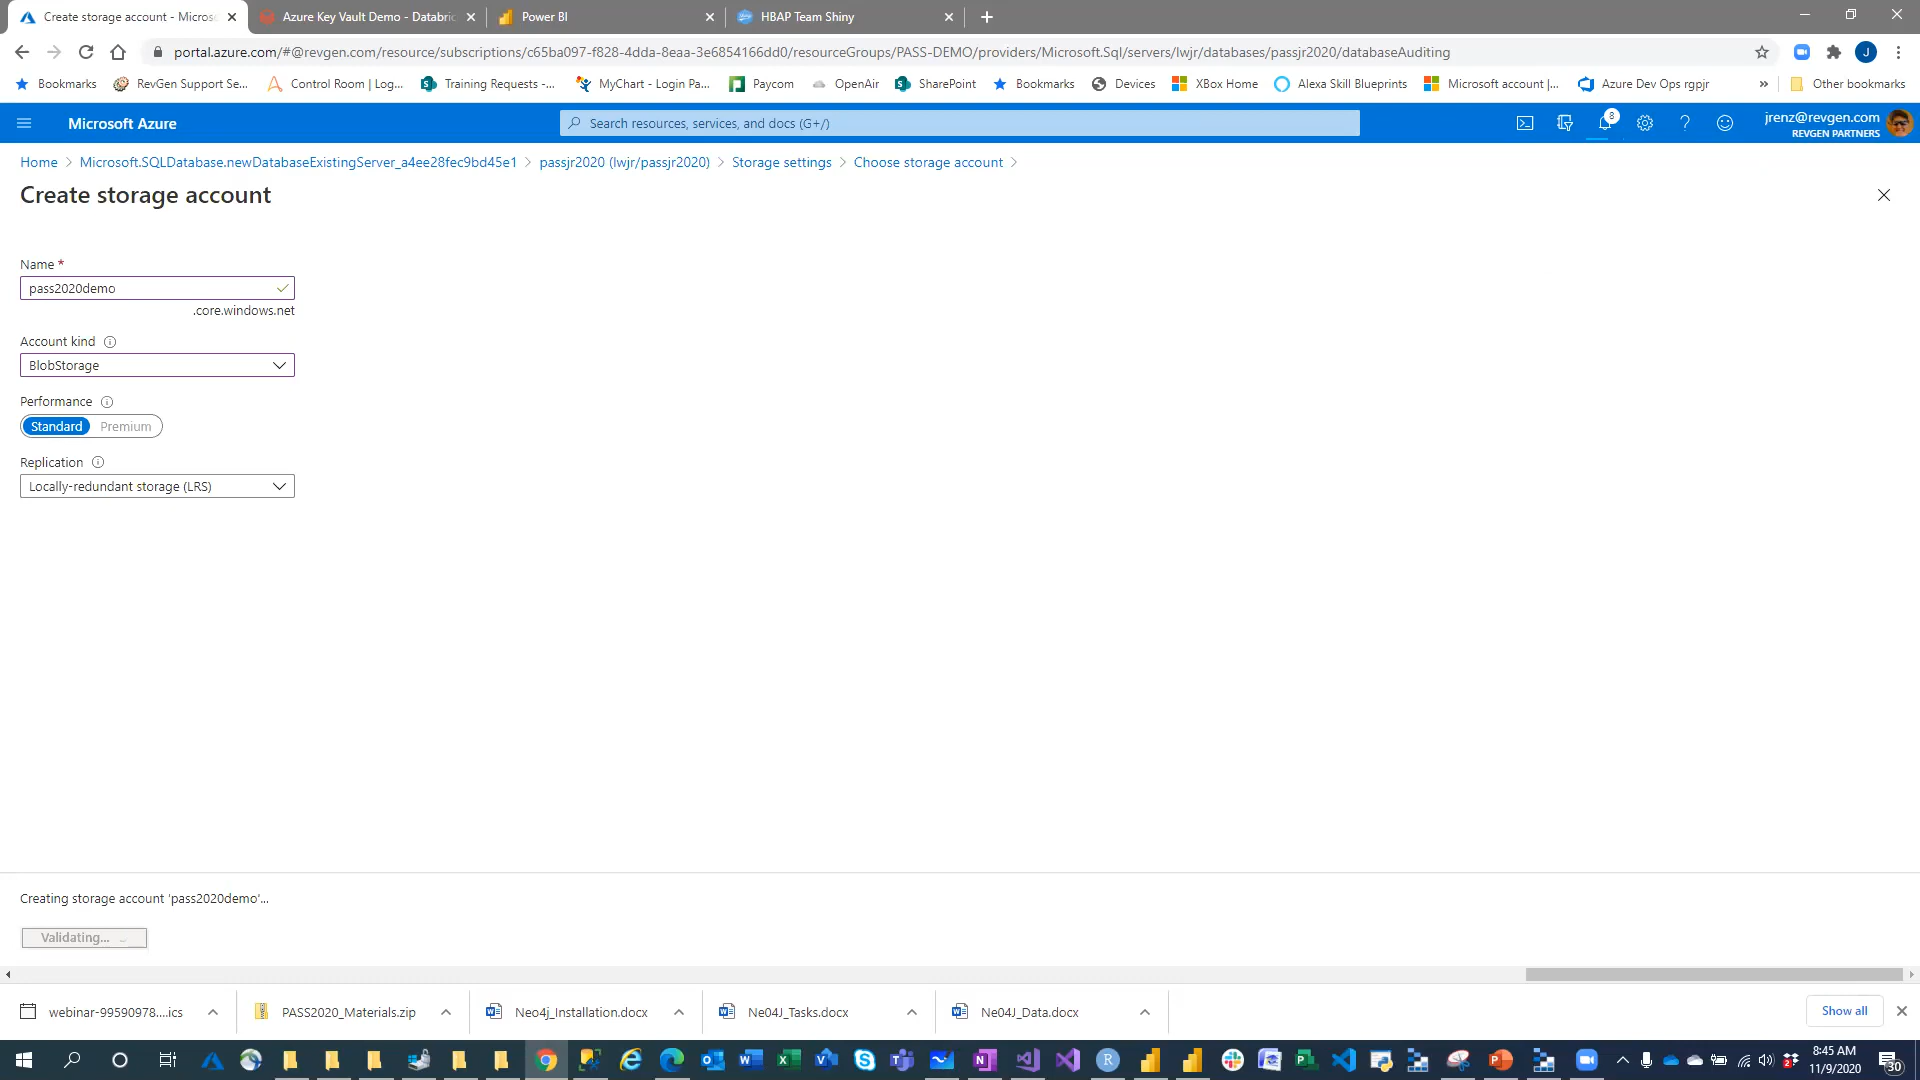 Create storage account - Micros
Azure Key Vault Demo - Databric
Power BI
HBAP Team Shiny
portal.azure.com/#@revgen.com/resource/subscriptions/c65ba097-f828-4dda-8eaa-3e6854166dd0/resourceGroups/PASS-DEMO/providers/Microsoft.Sql/servers/lwjr/databases/passjr2020/databaseAuditing
J
Bookmarks
RevGen Support Se...
Control Room | Log...
Training Requests -...
MyChart - Login Pa...
Paycom
OpenAir
SharePoint
Bookmarks
Devices
XBox Home
Alexa Skill Blueprints
Microsoft account |...
Azure Dev Ops rgpjr
»
Other bookmarks
Microsoft Azure
Search resources, services, and docs (G+/)
8
jrenz@revgen.com
REVGEN PARTNERS
Home > Microsoft.SQLDatabase.newDatabaseExistingServer_a4ee28fec9bd45e1 > passjr2020 (lwjr/passjr2020) > Storage settings > Choose storage account >
Create storage account
Name *
pass2020demo
.core.windows.net
Account kind
BlobStorage
Performance
Standard Premium
Replication
Locally-redundant storage (LRS)
Creating storage account 'pass2020demo'...
Validating...
webinar-99590978....ics
PASS2020_Materials.zip
Neo4j_Installation.docx
Ne04J_Tasks.docx
Ne04J_Data.docx
Show all
8:45 AM
11/9/2020
30